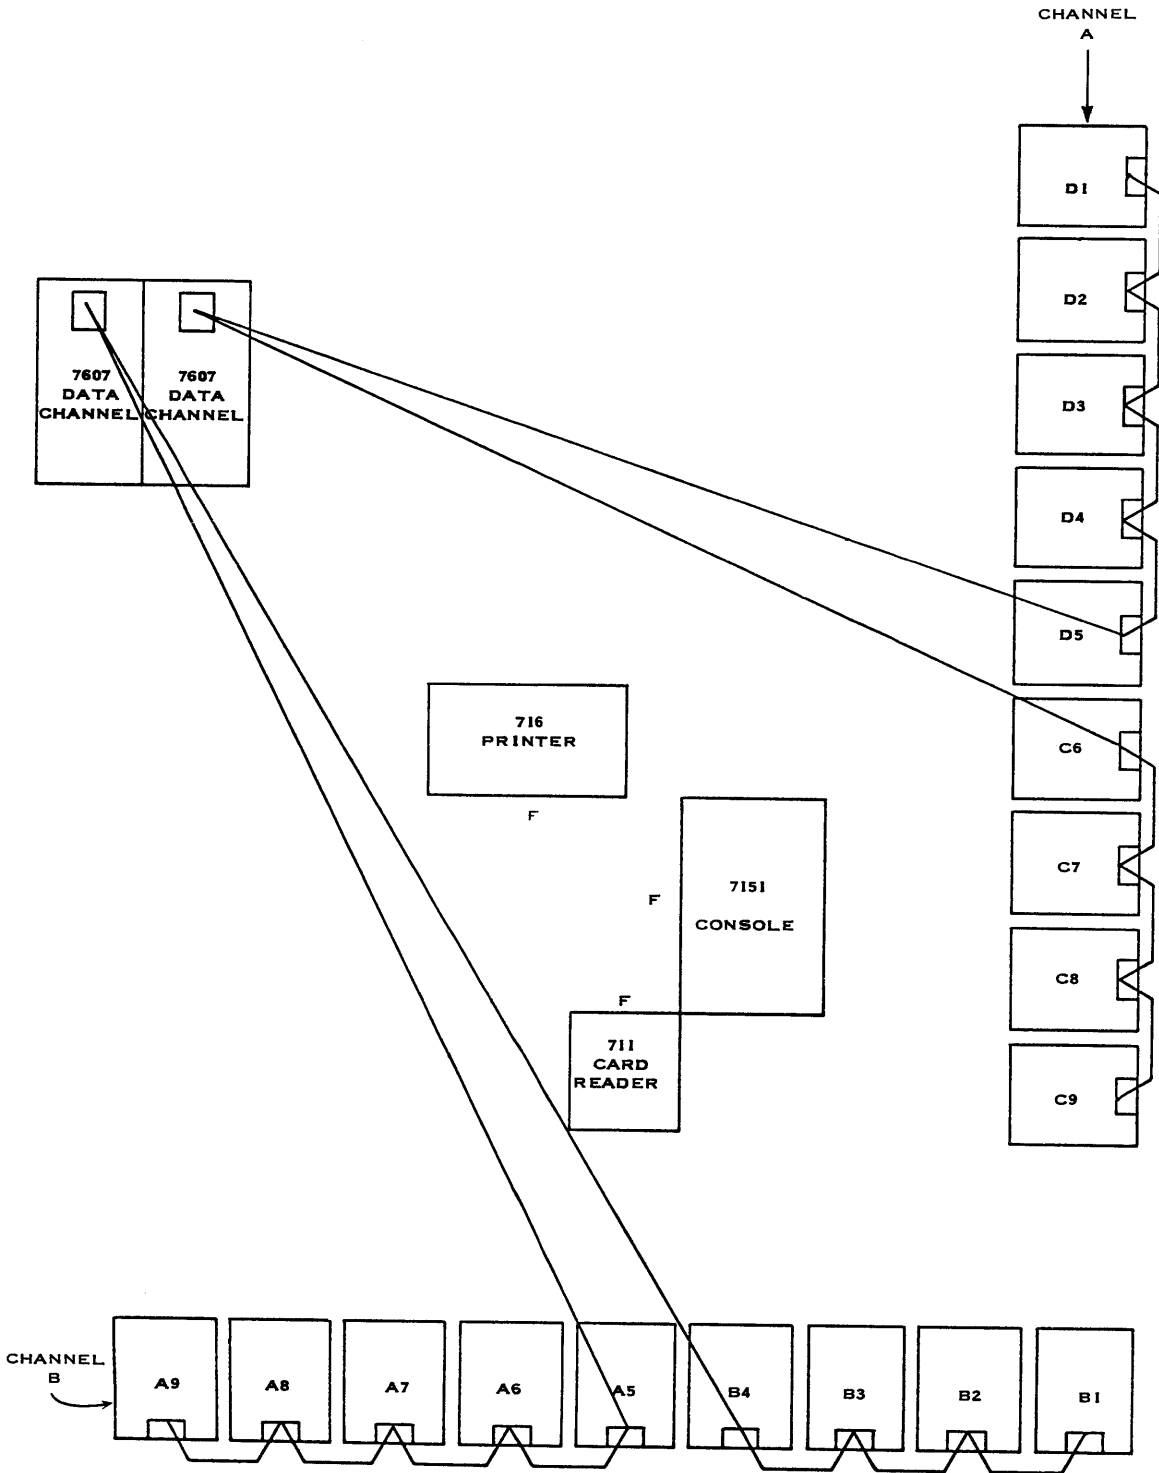 CHANNEL
A
D1
D2
7607
DATA
CHANNEL
7607
DATA
CHANNEL
D3
D4
D5
716
PRINTER
C6
F
C7
7151
CONSOLE
F
C8
F
711
CARD
READER
C9
CHANNEL
B
A9
A8
A7
A6
A5
B4
B3
B2
B1